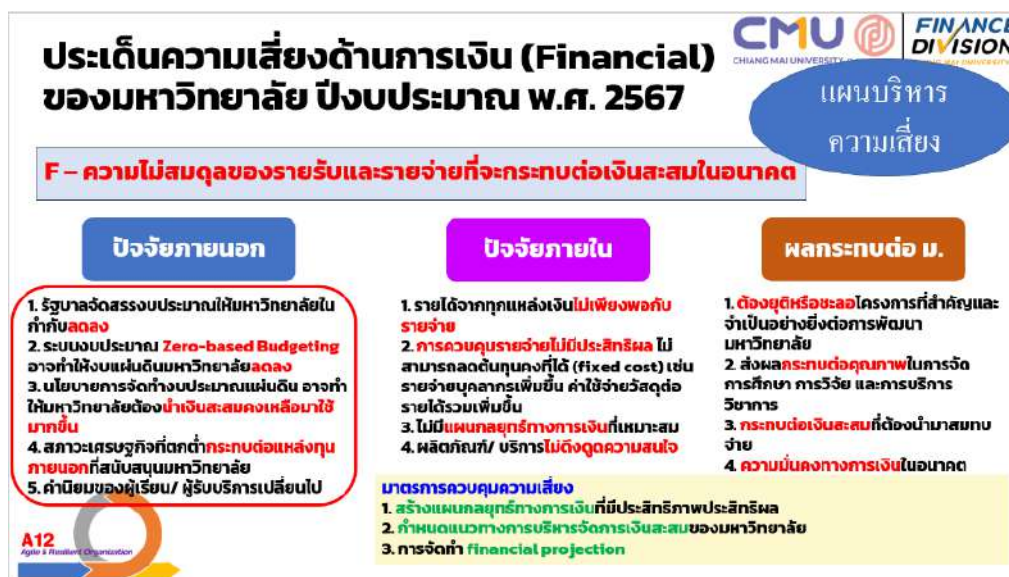 ประเด็นความเสี่ยงด้านการเงิน (Financial)
ของมหาวิทยาลัย ปีงบประมาณ พ.ศ. 2567
CMU
CHIANG MAI UNIVERSITY
FINANCE
DIVISION
CHIANG MAI UNIVERSITY
แผนบริหาร
ความเสี่ยง
F – ความไม่สมดุลของรายรับและรายจ่ายที่จะกระทบต่อเงินสะสมในอนาคต
ปัจจัยภายนอก
1. รัฐบาลจัดสรรงบประมาณให้มหาวิทยาลัยใน
กำกับลดลง
2. ระบบงบประมาณ Zero-based Budgeting
อาจทำให้งบแผ่นดินมหาวิทยาลัยลดลง
3. นโยบายการจัดทำงบประมาณแผ่นดิน อาจทำ
ให้มหาวิทยาลัยต้องนำเงินสะสมคงเหลือมาใช้
มากขึ้น
4. สภาวะเศรษฐกิจที่ตกต่ำกระทบต่อแหล่งทุน
ภายนอกที่สนับสนุนมหาวิทยาลัย
5. ค่านิยมของผู้เรียน/ ผู้รับบริการเปลี่ยนไป
ปัจจัยภายใน
1. รายได้จากทุกแหล่งเงินไม่เพียงพอกับ
รายจ่าย
2. การควบคุมรายจ่ายไม่มีประสิทธิผล ไม่
สามารถลดต้นทุนคงที่ได้ (fixed cost) เช่น
รายจ่ายบุคลากรเพิ่มขึ้น ค่าใช้จ่ายวัสดุต่อ
รายได้รวมเพิ่มขึ้น
3. ไม่มีแผนกลยุทธ์ทางการเงินที่เหมาะสม
4. ผลิตภัณฑ์/ บริการไม่ดึงดูดความสนใจ
ผลกระทบต่อ ม.
1. ต้องยุติหรือชะลอโครงการที่สำคัญและ
จำเป็นอย่างยิ่งต่อการพัฒนา
มหาวิทยาลัย
2. ส่งผลกระทบต่อคุณภาพในการจัด
การศึกษา การวิจัย และการบริการ
วิชาการ
3. กระทบต่อเงินสะสมที่ต้องนำมาสมทบ
จ่าย
4. ความมั่นคงทางการเงินในอนาคต
มาตรการควบคุมความเสี่ยง
1. สร้างแผนกลยุทธ์ทางการเงินที่มีประสิทธิภาพประสิทธิผล
2. กำหนดแนวทางการบริหารจัดการเงินสะสมของมหาวิทยาลัย
3. การจัดทำ financial projection
A12
Agile & Resilient Organization